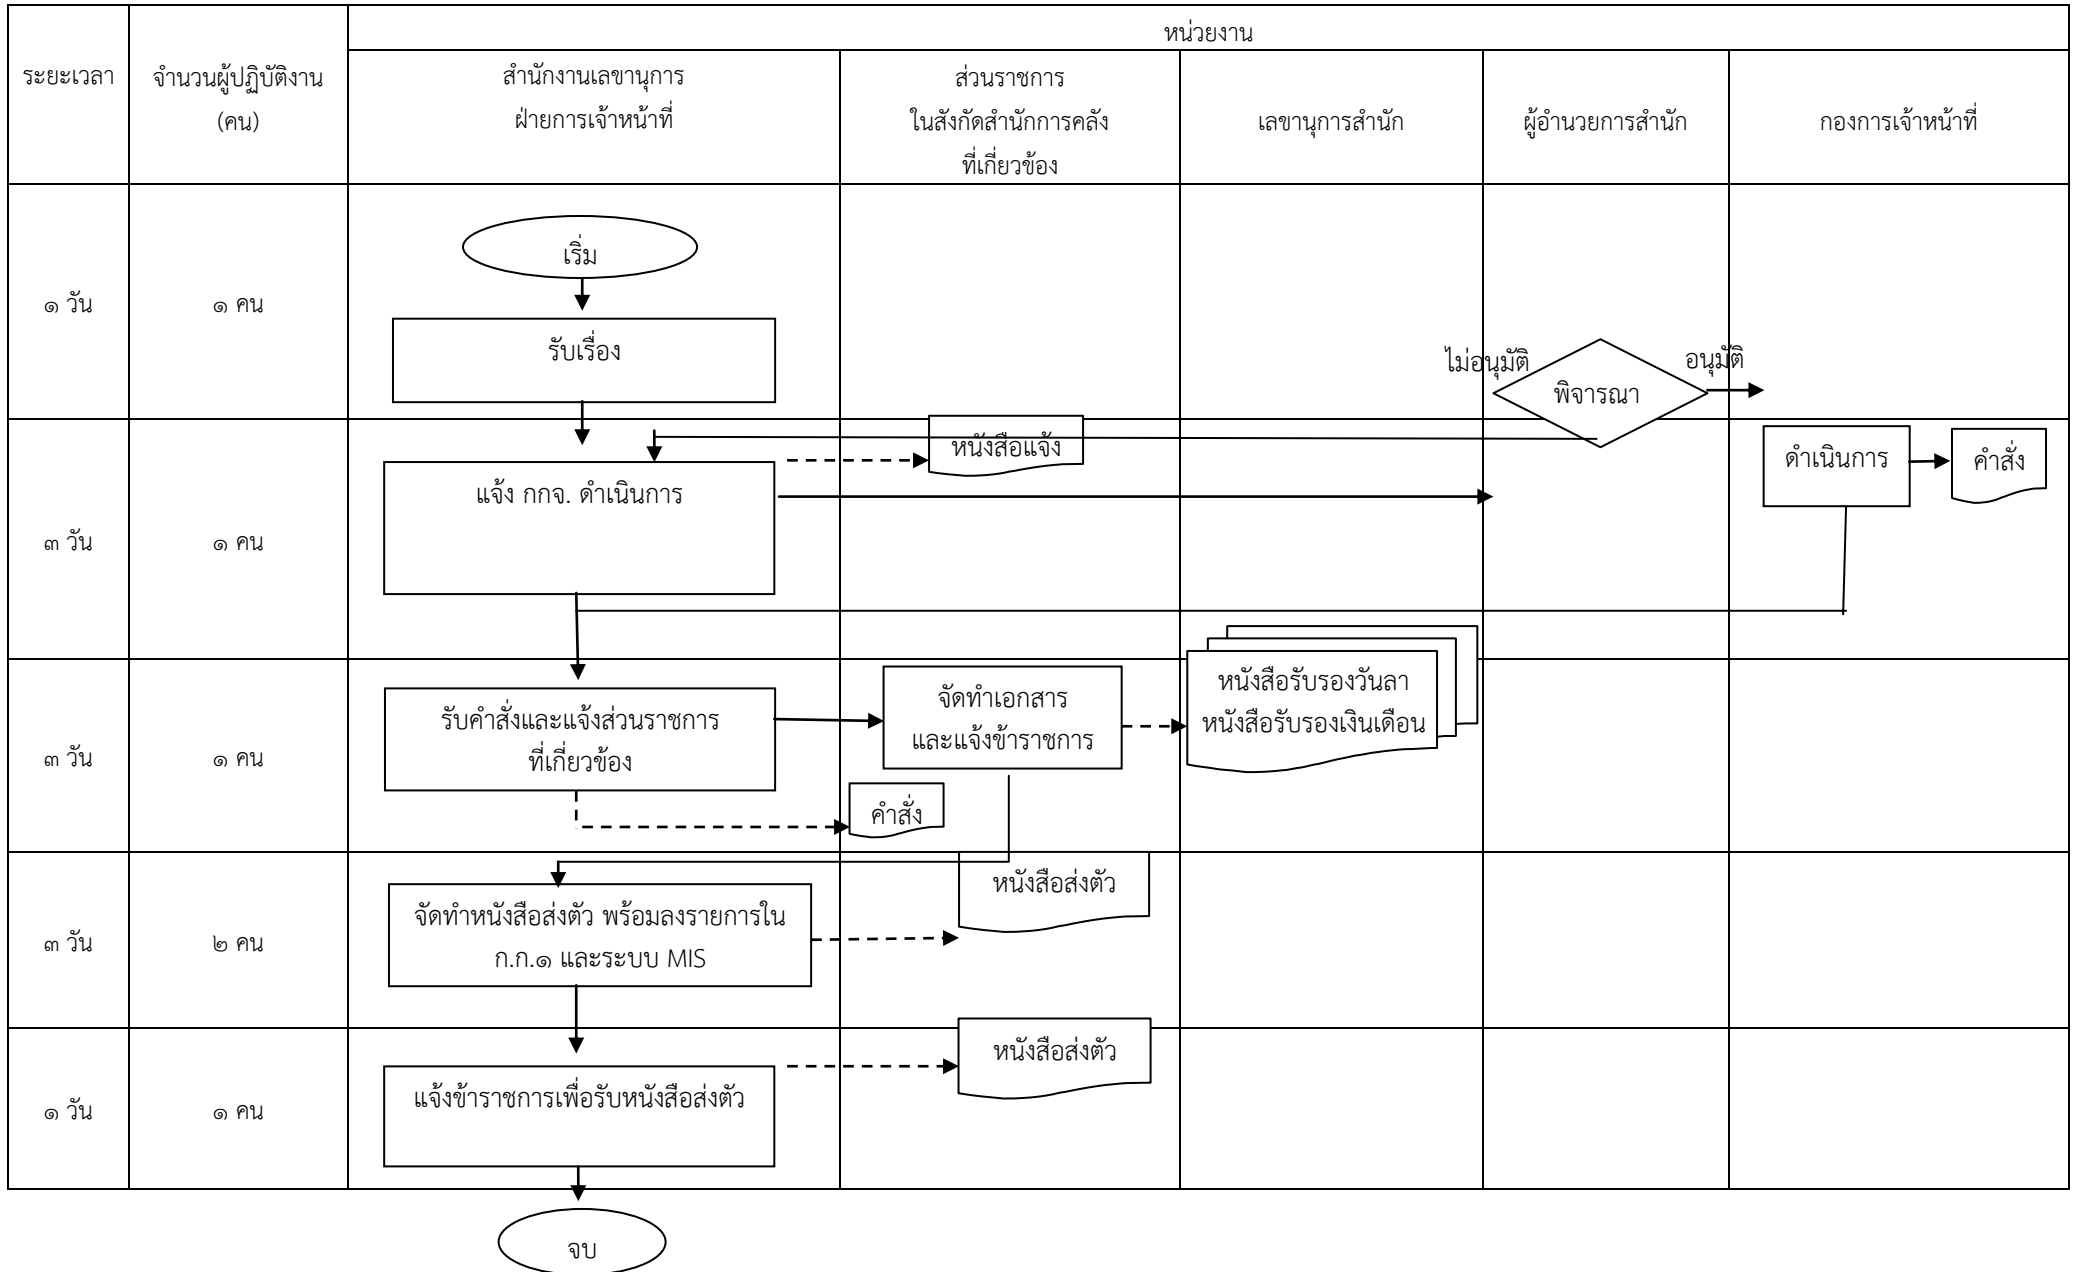 หน่วยงาน
ระยะเวลา
จำนวนผู้ปฏิบัติงาน
(คน)
สำนักงานเลขานุการ
ฝ่ายการเจ้าหน้าที่
ส่วนราชการ
ในสังกัดสำนักการคลัง
ที่เกี่ยวข้อง
เลขานุการสำนัก
ผู้อำนวยการสำนัก
กองการเจ้าหน้าที่
๑ วัน
๑ คน
เริ่ม
รับเรื่อง
ไม่อนุมัติ
พิจารณา
อนุมัติ
๓ วัน
๑ คน
แจ้ง กกจ. ดำเนินการ
หนังสือแจ้ง
ดำเนินการ
คำสั่ง
๓ วัน
๑ คน
รับคำสั่งและแจ้งส่วนราชการ
ที่เกี่ยวข้อง
จัดทำเอกสาร
และแจ้งข้าราชการ
หนังสือรับรองวันลา
หนังสือรับรองเงินเดือน
คำสั่ง
๓ วัน
๒ คน
จัดทำหนังสือส่งตัว พร้อมลงรายการใน
ก.ก.๑ และระบบ MIS
หนังสือส่งตัว
๑ วัน
๑ คน
แจ้งข้าราชการเพื่อรับหนังสือส่งตัว
หนังสือส่งตัว
จบ